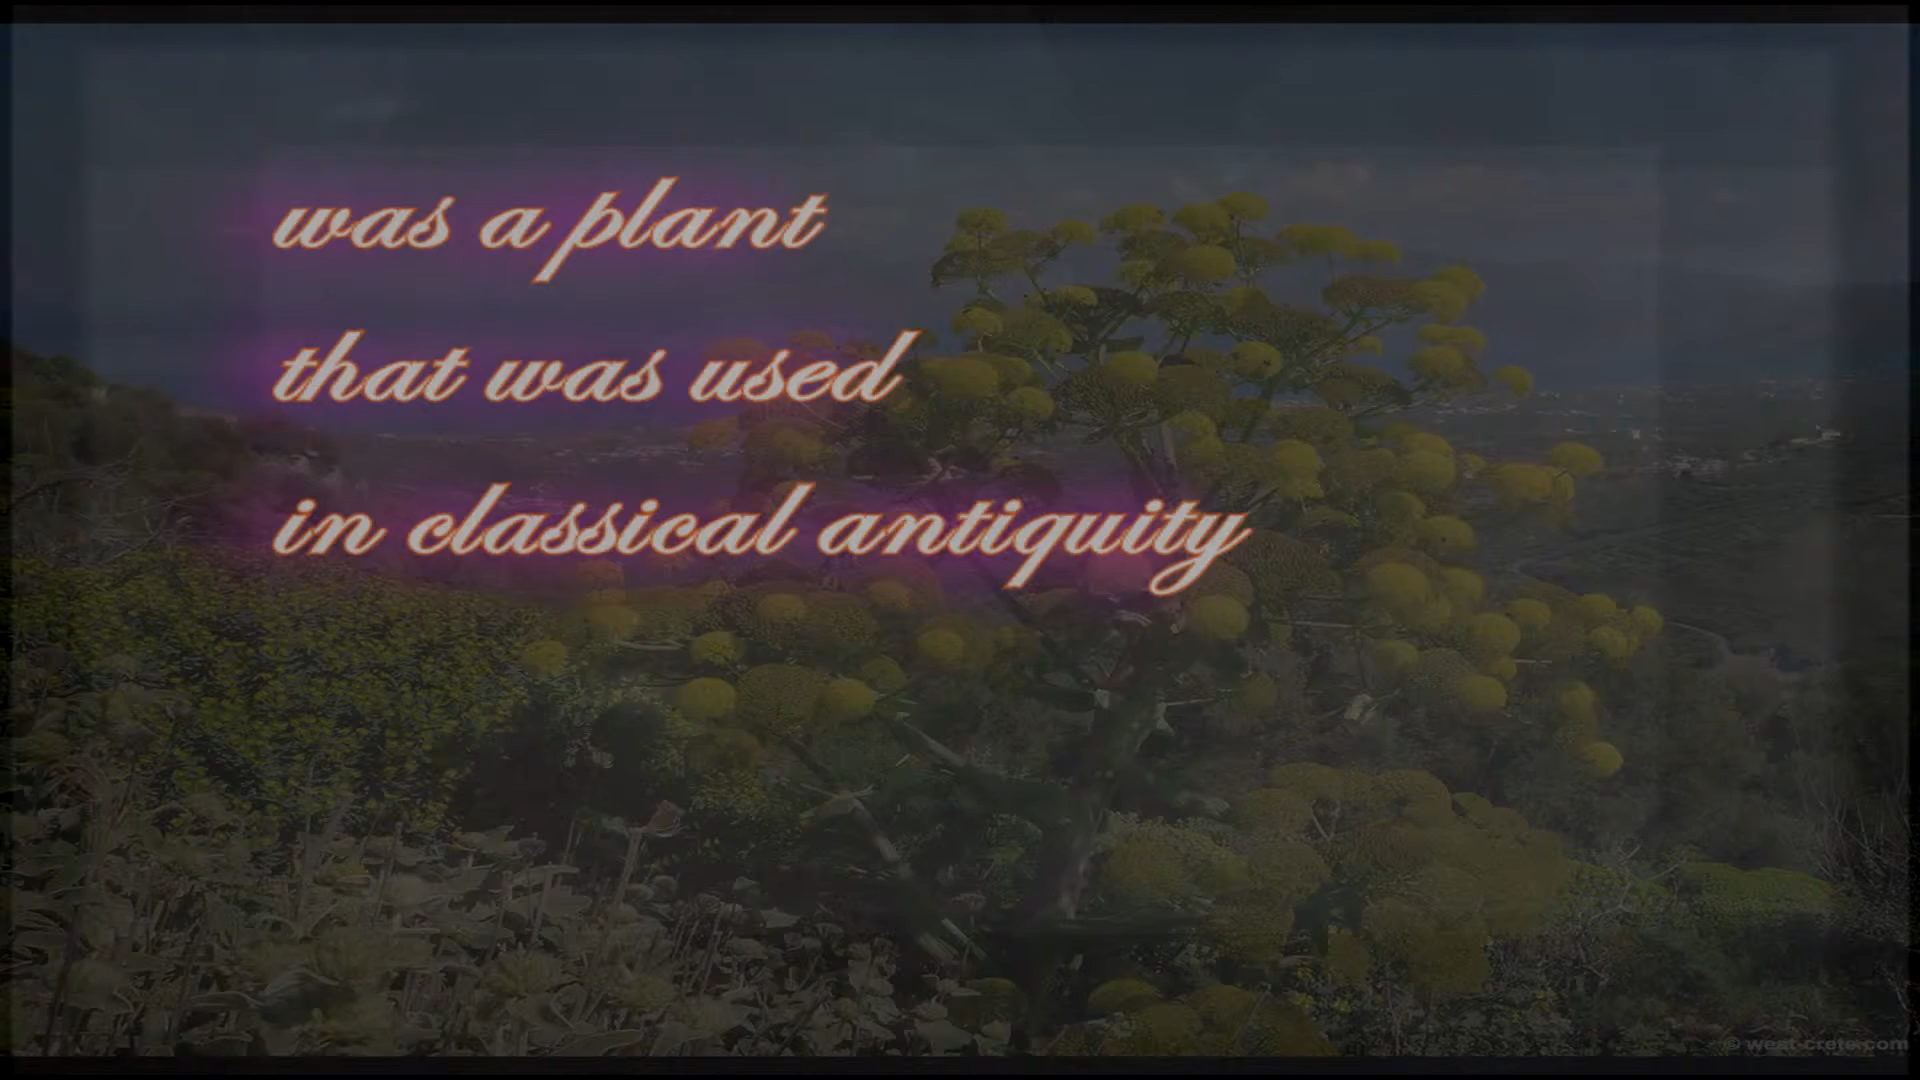 was a plant
that was used
in classical antiquity
© west-crete.com